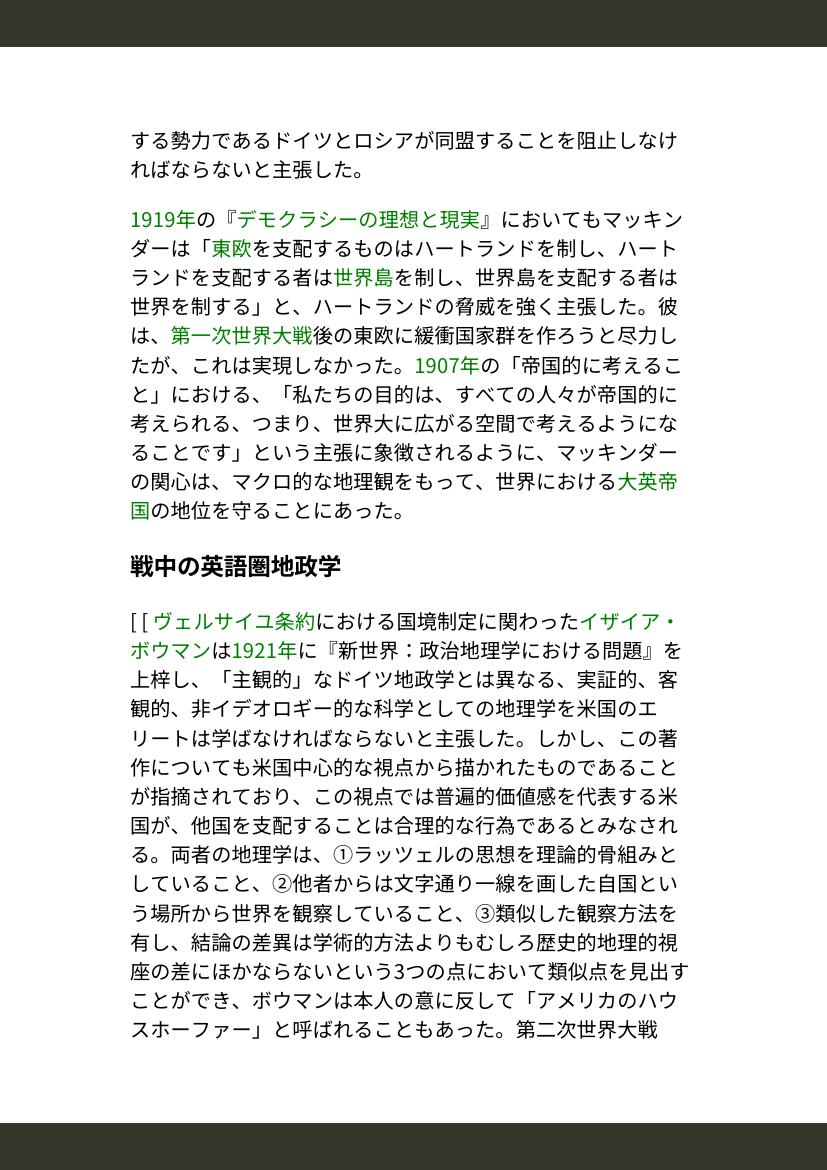 する勢力であるドイツとロシアが同盟することを阻止しなけ
ればならないと主張した。
1919年の『デモクラシーの理想と現実』においてもマッキン
ダーは「東欧を支配するものはハートランドを制し、ハート
ランドを支配する者は世界島を制し、世界島を支配する者は
世界を制する」と、ハートランドの脅威を強く主張した。彼
は、第一次世界大戦後の東欧に緩衝国家群を作ろうと尽力し
たが、これは実現しなかった。1907年の「帝国的に考えるこ
と」における、「私たちの目的は、すべての人々が帝国的に
考えられる、つまり、世界大に広がる空間で考えるようにな
ることです」という主張に象徴されるように、マッキンダー
の関心は、マクロ的な地理観をもって、世界における大英帝
国の地位を守ることにあった。
戦中の英語圏地政学
[ [ ヴェルサイユ条約における国境制定に関わったイザイア・
ボウマンは1921年に『新世界：政治地理学における問題』を
上梓し、「主観的」なドイツ地政学とは異なる、実証的、客
観的、非イデオロギー的な科学としての地理学を米国のエ
リートは学ばなければならないと主張した。しかし、この著
作についても米国中心的な視点から描かれたものであること
が指摘されており、この視点では普遍的価値感を代表する米
国が、他国を支配することは合理的な行為であるとみなされ
る。両者の地理学は、①ラッツェルの思想を理論的骨組みと
していること、②他者からは文字通り一線を画した自国とい
う場所から世界を観察していること、③類似した観察方法を
有し、結論の差異は学術的方法よりもむしろ歴史的地理的視
座の差にほかならないという3つの点において類似点を見出す
ことができ、ボウマンは本人の意に反して「アメリカのハウ
スホーファー」と呼ばれることもあった。第二次世界大戦